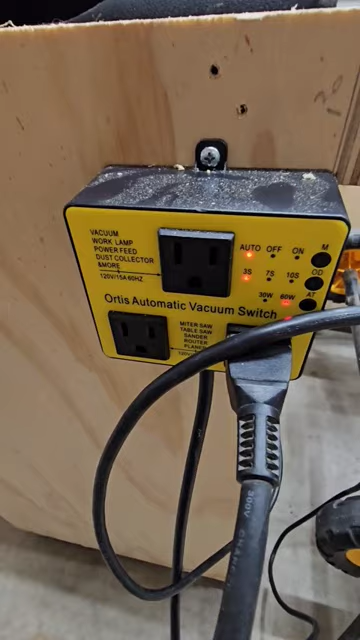 VACUUM
WORK LAMP
POWER FEED
DUST COLLECTOR
&MORE
120V/15A 60HZ
AUTO OFF ON M
3S 7S 10S OD
30W 60W AT
Ortis Automatic Vacuum Switch
MITER SAW
TABLE SAW
SANDER
ROUTER
PLANER
300V